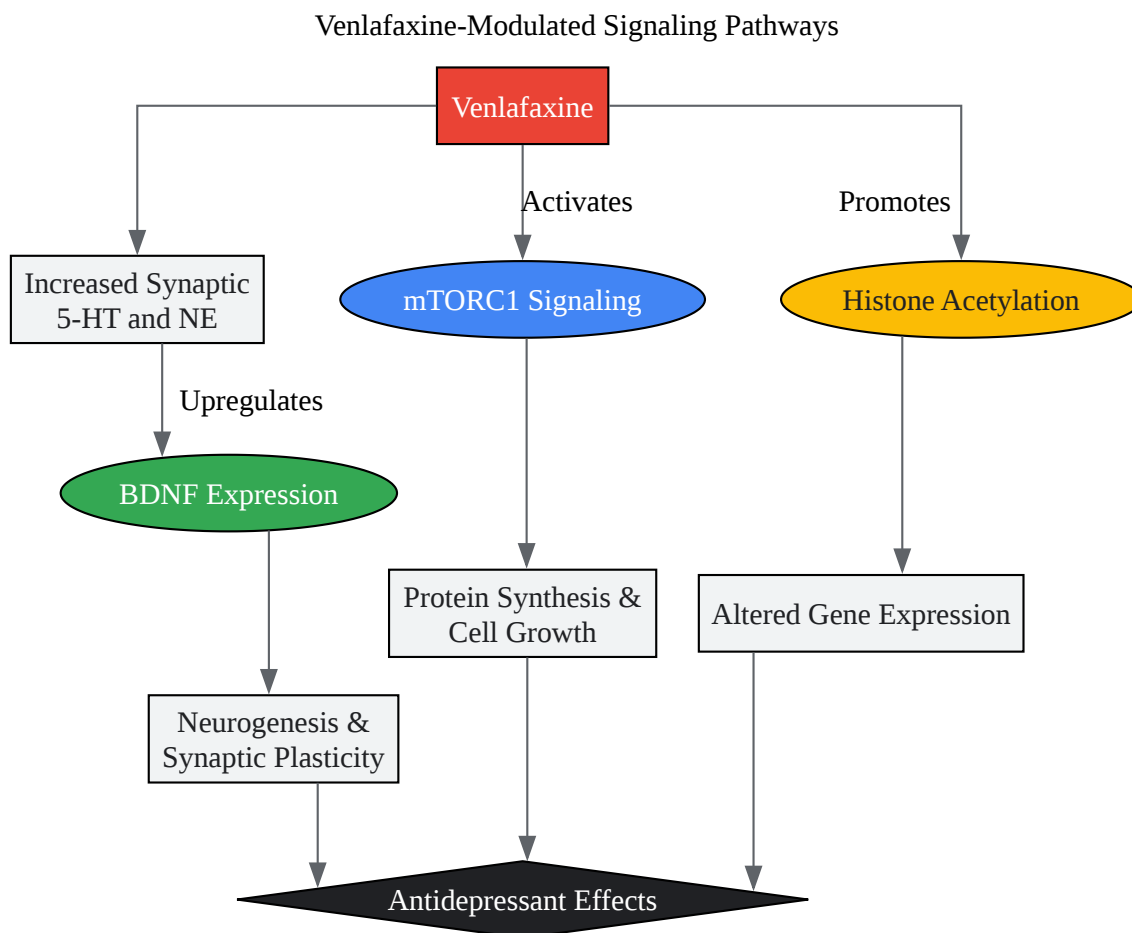 Venlafaxine-Modulated Signaling Pathways
Venlafaxine
Activates
Promotes
Increased Synaptic
5-HT and NE
mTORC1 Signaling
Histone Acetylation
Upregulates
BDNF Expression
Protein Synthesis &
Cell Growth
Altered Gene Expression
Neurogenesis &
Synaptic Plasticity
Antidepressant Effects